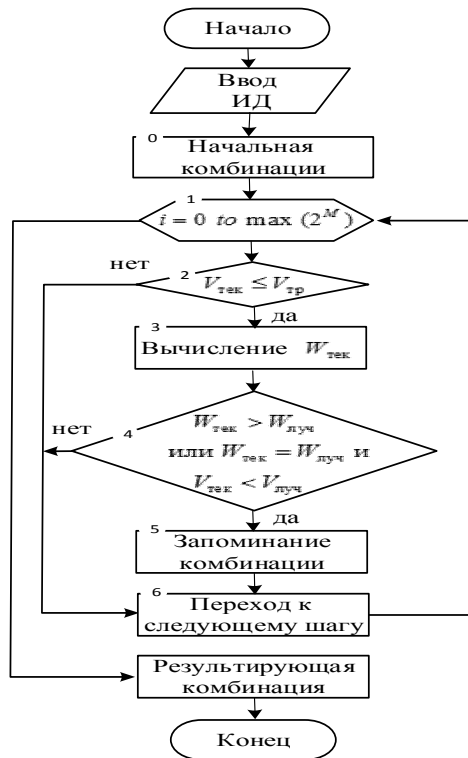 Начало
Ввод
ИД
0
Начальная
комбинации
1
i = 0 to max (2^M)
нет
2
V_тек ≤ V_тр
да
3
Вычисление W_тек
нет
4
W_тек > W_луч
или W_тек = W_луч и
V_тек < V_луч
да
5
Запоминание
комбинации
6
Переход к
следующему шагу
Результирующая
комбинация
Конец